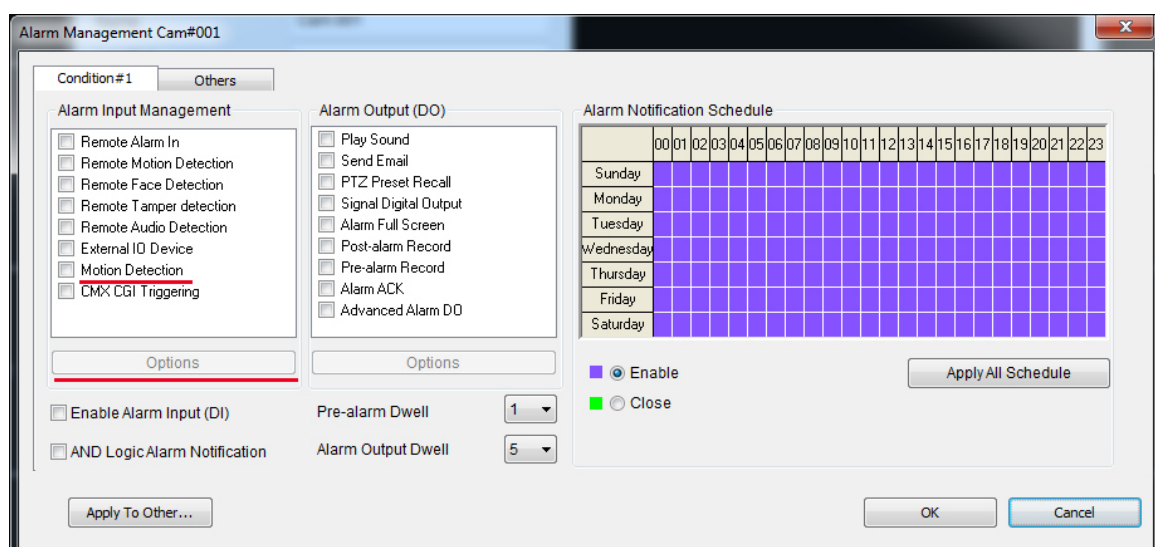 Alarm Management Cam#001
Condition#1
Others
Alarm Input Management
Remote Alarm In
Remote Motion Detection
Remote Face Detection
Remote Tamper detection
Remote Audio Detection
External IO Device
Motion Detection
CMX CGI Triggering
Options
Enable Alarm Input (DI)
AND Logic Alarm Notification
Alarm Output (DO)
Play Sound
Send Email
PTZ Preset Recall
Signal Digital Output
Alarm Full Screen
Post-alarm Record
Pre-alarm Record
Alarm ACK
Advanced Alarm DO
Options
Pre-alarm Dwell 1
Alarm Output Dwell 5
Alarm Notification Schedule
00 01 02 03 04 05 06 07 08 09 10 11 12 13 14 15 16 17 18 19 20 21 22 23
Sunday
Monday
Tuesday
Wednesday
Thursday
Friday
Saturday
Enable
Close
Apply All Schedule
Apply To Other...
OK
Cancel